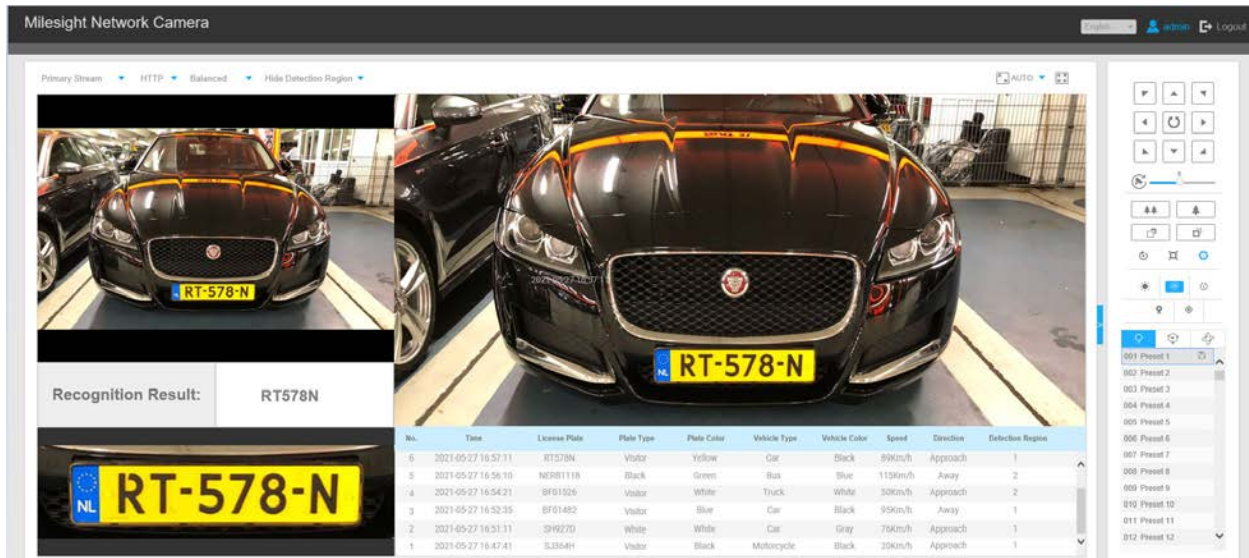 Milesight Network Camera
English
admin
Logout
Primary Stream HTTP Balanced Hide Detection Region
AUTO
RT-578-N
NL RT-578-N
Recognition Result: RT578N
NL RT-578-N
No. Time License Plate Plate Type Plate Color Vehicle Type Vehicle Color Speed Direction Detection Region
6 2021-05-27 16:57:11 RT578N Visitor Yellow Car Black 89Km/h Approach 1
5 2021-05-27 16:56:10 Black Green Bus Blue 115Km/h Away 2
4 2021-05-27 16:54:21 BF01526 Visitor White Truck White 50Km/h Approach 2
3 2021-05-27 16:52:35 BF01482 Visitor Blue Car Black 95Km/h Away 1
2 2021-05-27 16:51:11 SH927D White White Car Gray 76Km/h Approach 1
1 2021-05-27 16:47:41 SJ364H Visitor Black Motorcycle Black 20Km/h Approach 1
001 Preset 1
002 Preset 2
003 Preset 3
004 Preset 4
005 Preset 5
006 Preset 6
007 Preset 7
008 Preset 8
009 Preset 9
010 Preset 10
011 Preset 11
012 Preset 12